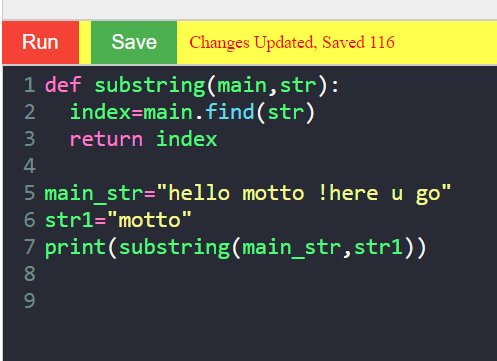 Run Save Changes Updated, Saved 116
1 def substring(main,str):
2   index=main.find(str)
3   return index
4
5 main_str="hello motto !here u go"
6 str1="motto"
7 print(substring(main_str,str1))
8
9